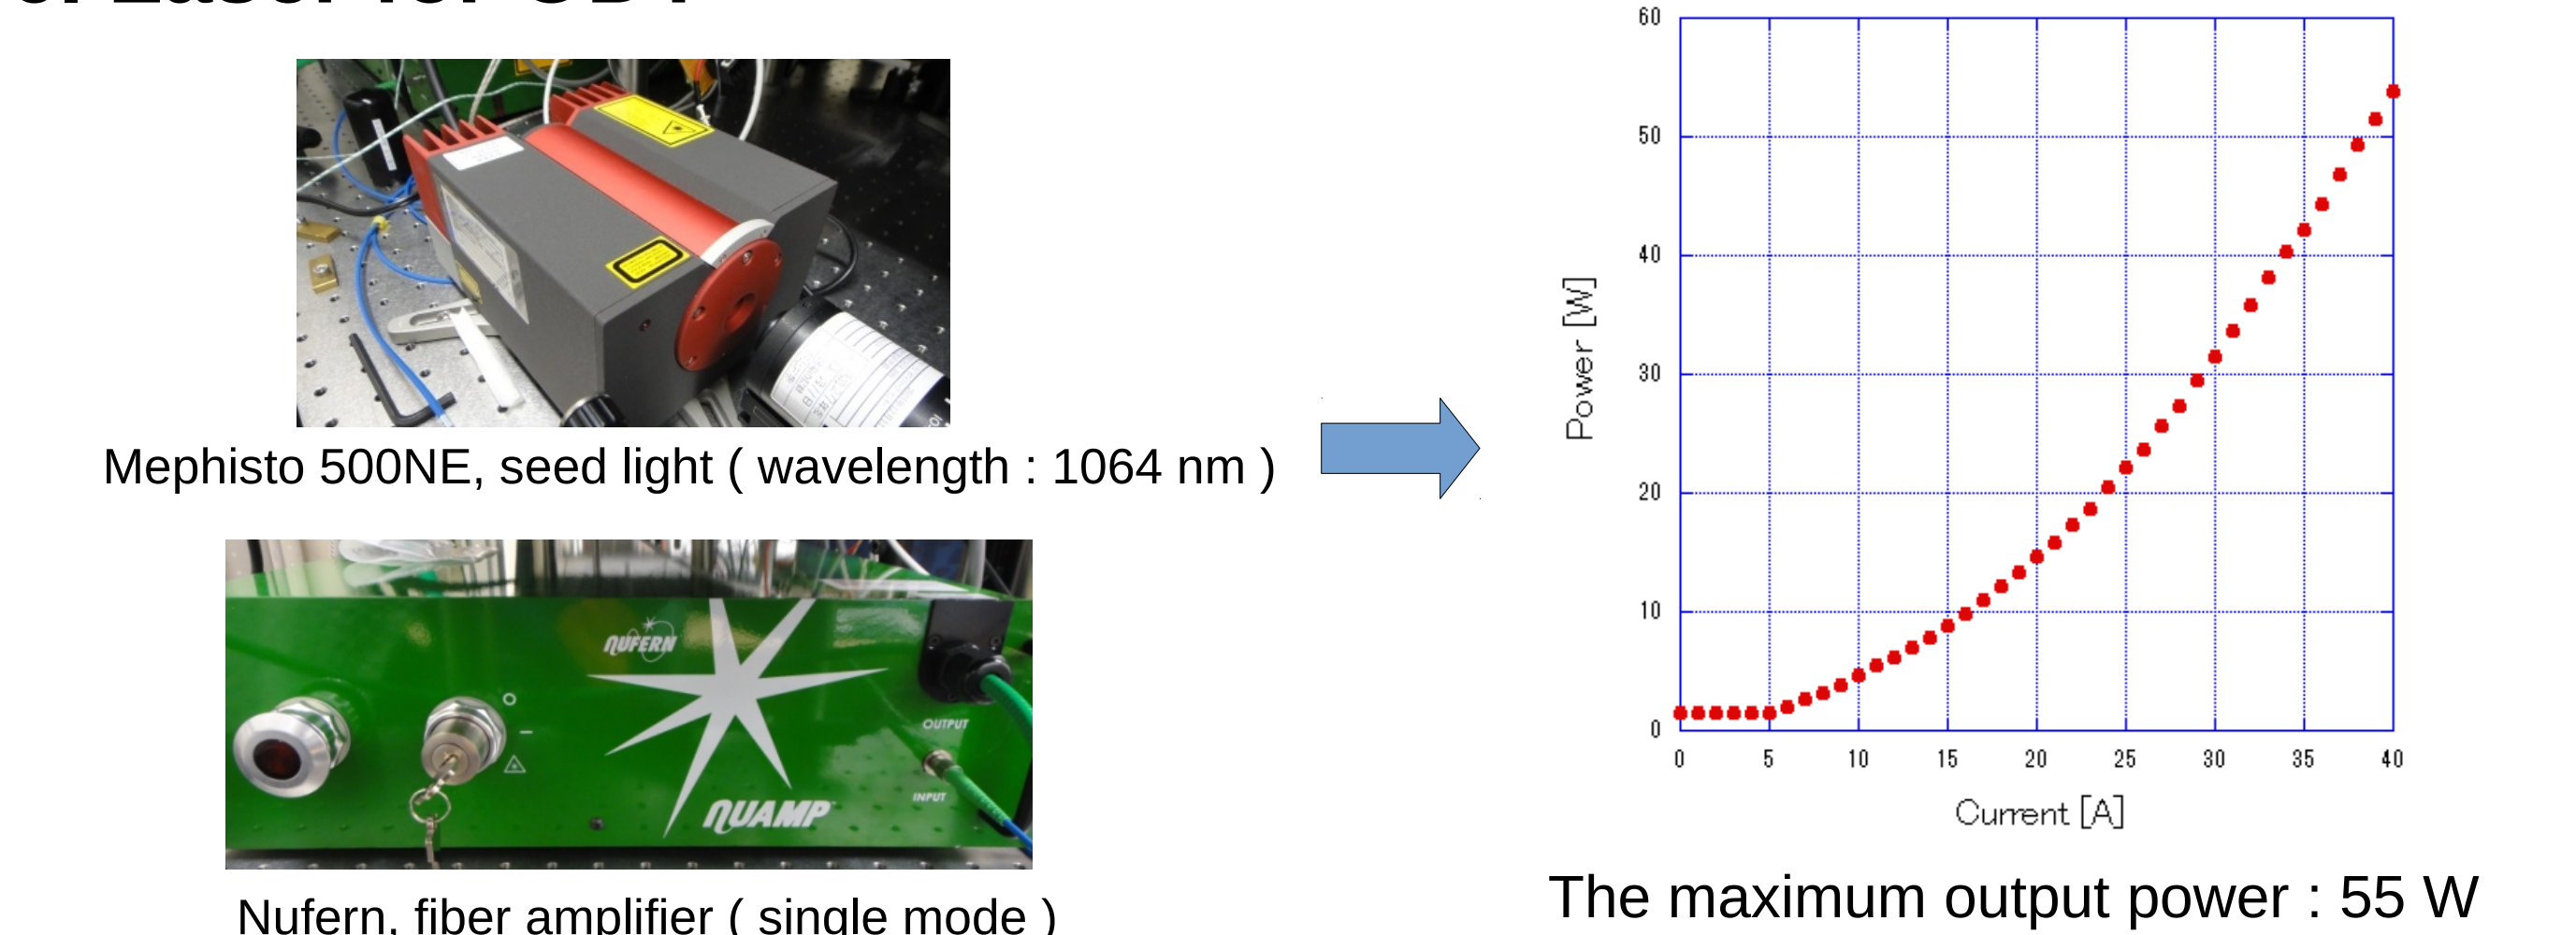 Mephisto 500NE, seed light ( wavelength : 1064 nm )
NUFERN
OUTPUT
INPUT
NUAMP
Nufern, fiber amplifier ( single mode )
60
50
40
30
20
10
0
Power [W]
0 5 10 15 20 25 30 35 40
Current [A]
The maximum output power : 55 W